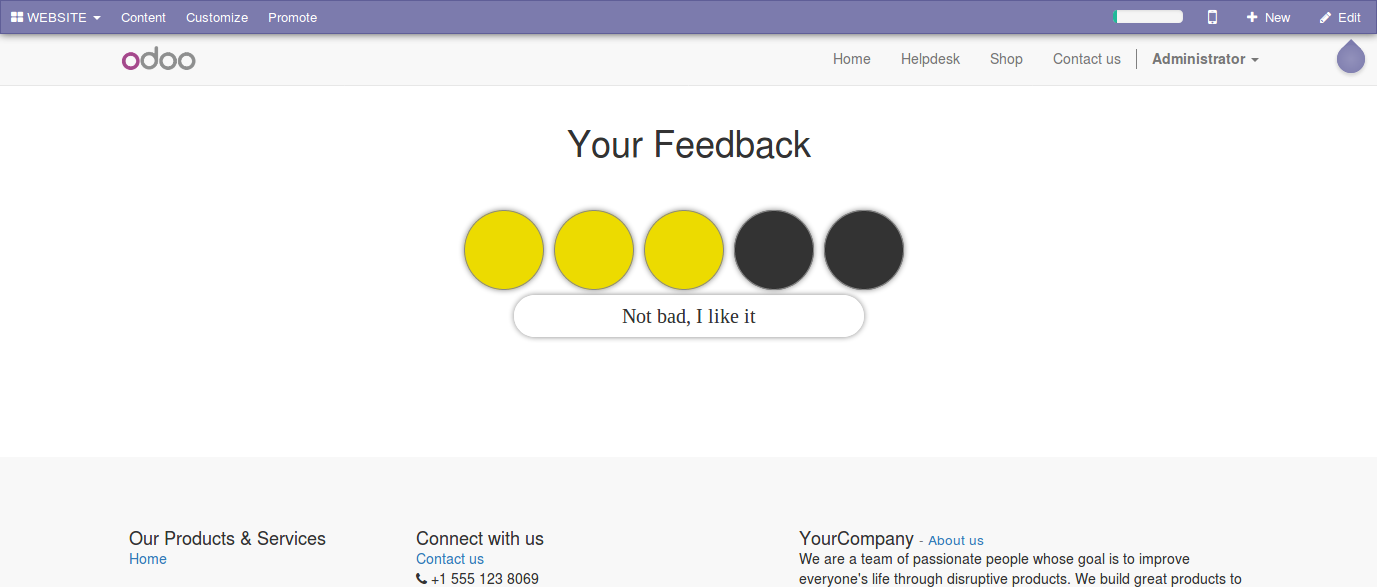 WEBSITE Content Customize Promote New Edit
odoo Home Helpdesk Shop Contact us Administrator
Your Feedback
Not bad, I like it
Our Products & Services
Home
Connect with us
Contact us
+1 555 123 8069
YourCompany - About us
We are a team of passionate people whose goal is to improve
everyone's life through disruptive products. We build great products to